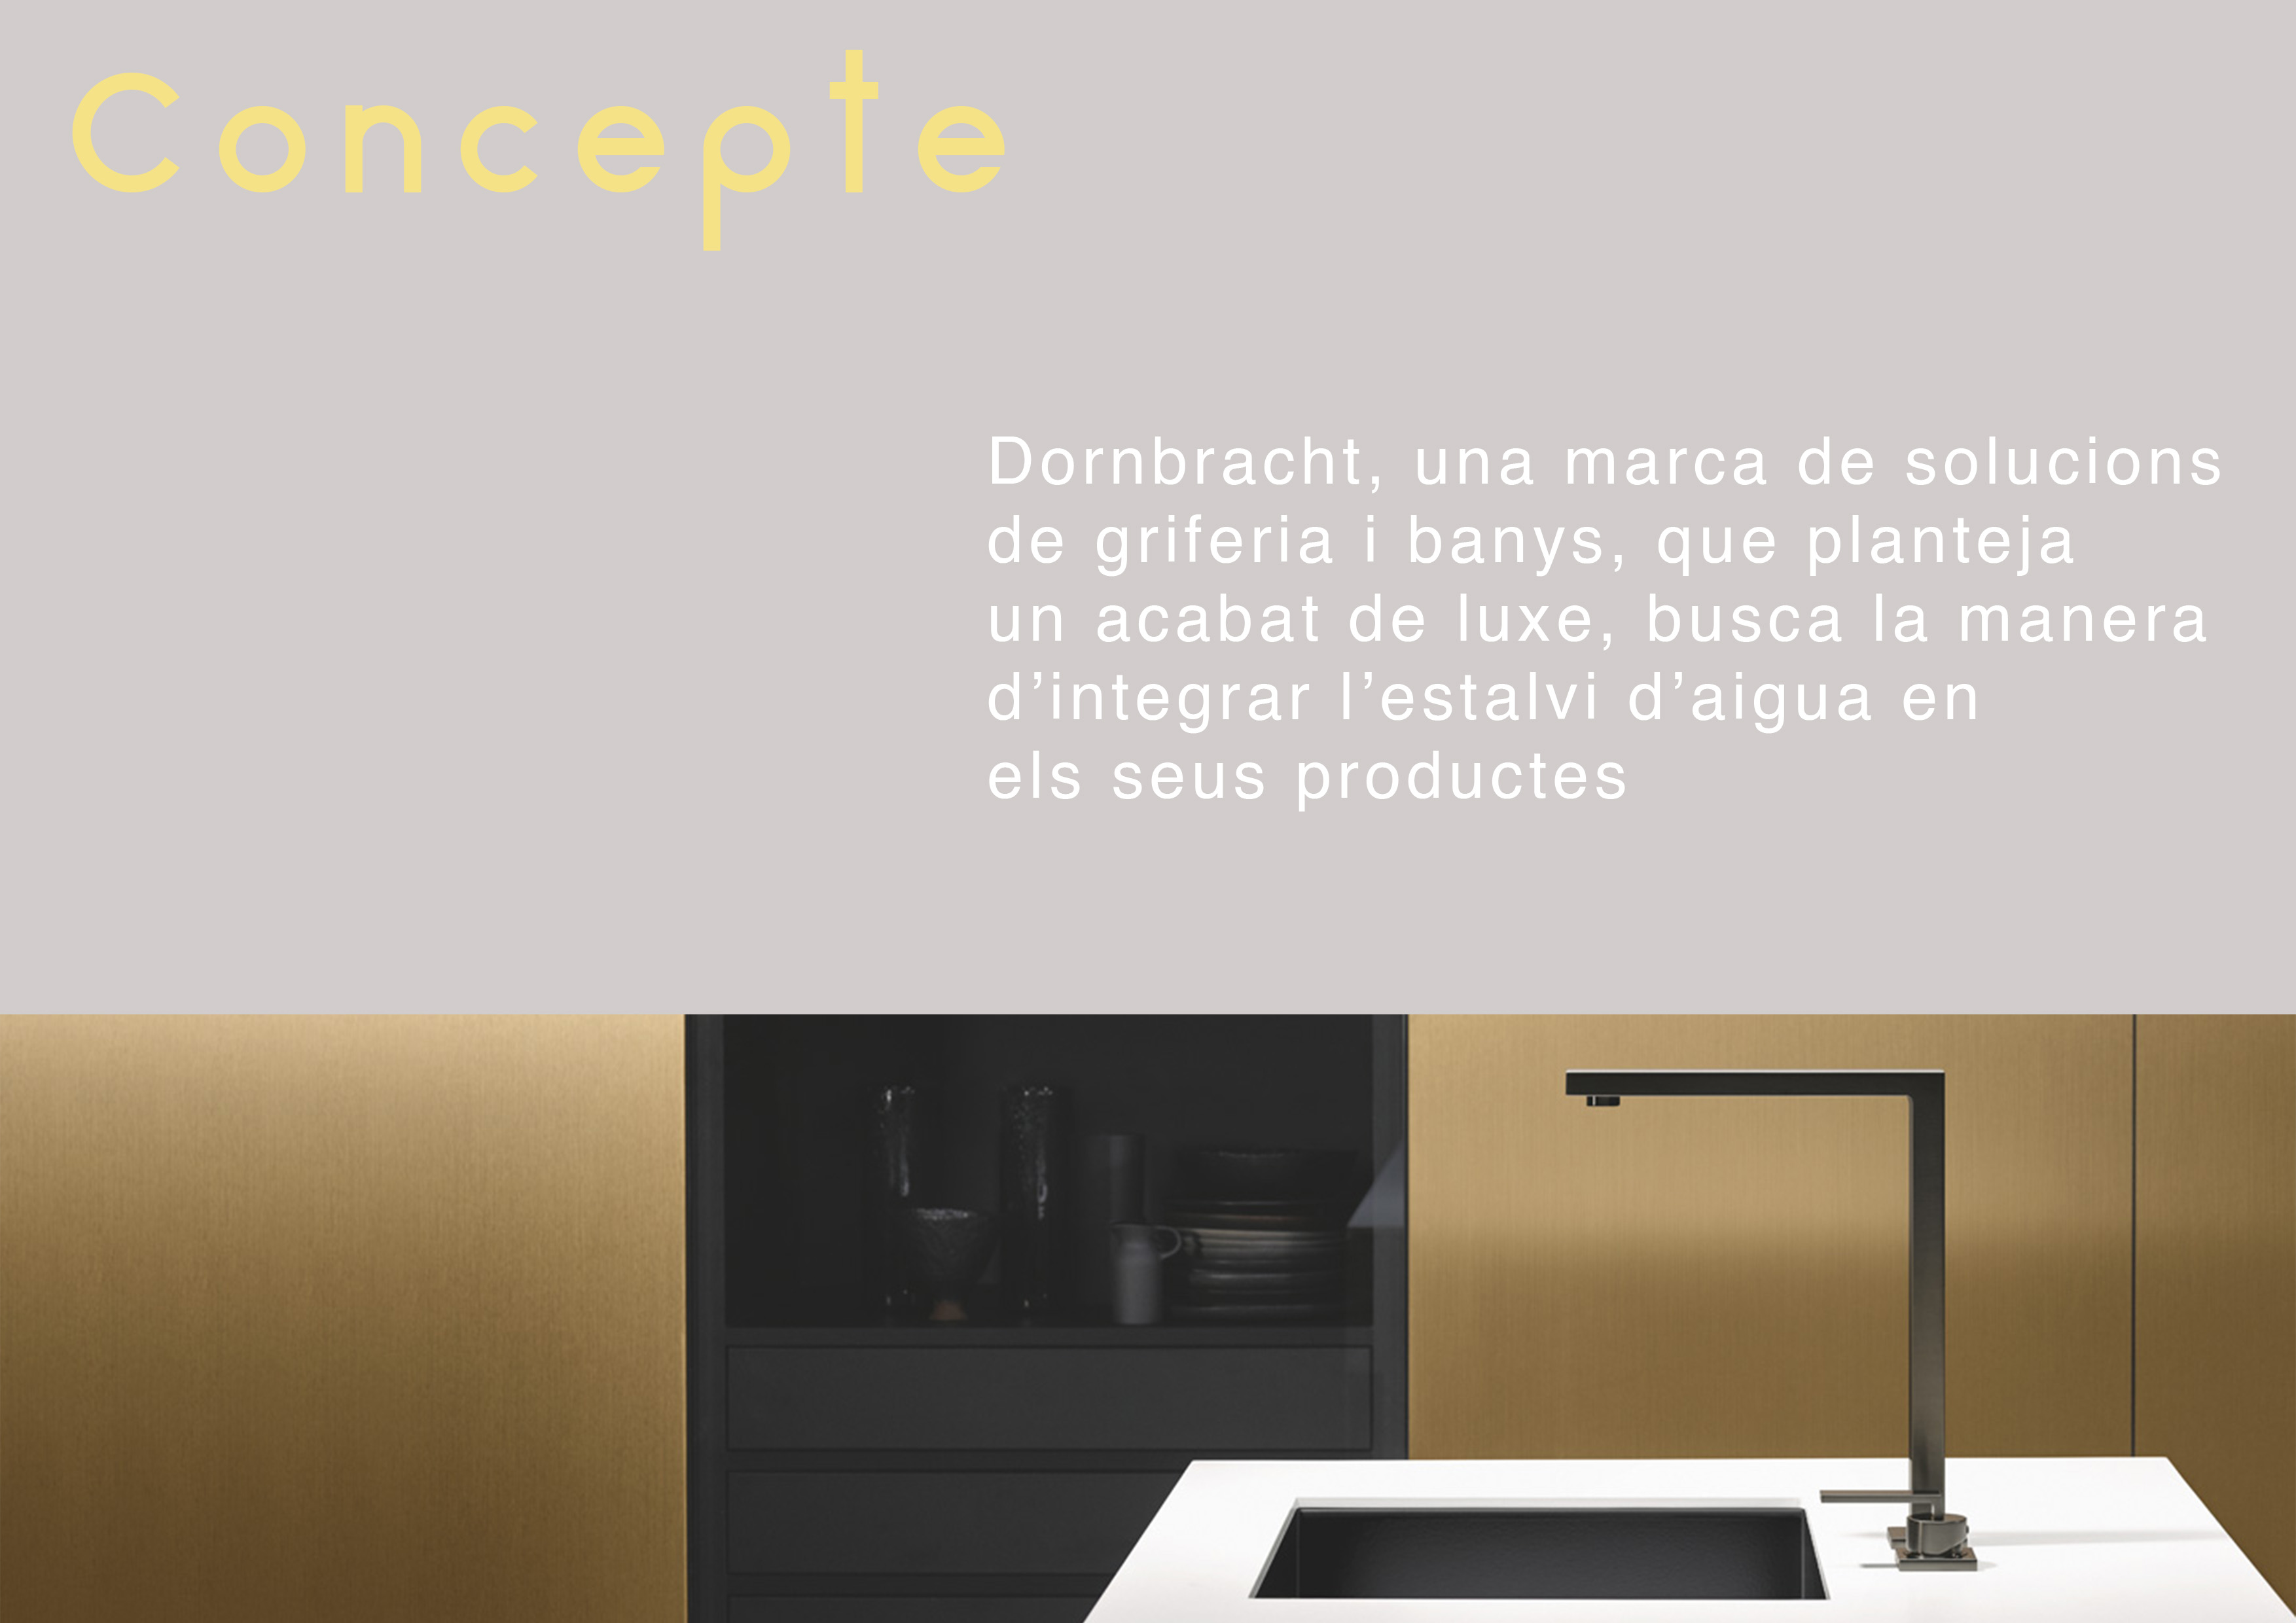 Concepte
Dornbracht, una marca de solucions
de griferia i banys, que planteja
un acabat de luxe, busca la manera
d’integrar l’estalvi d’aigua en
els seus productes